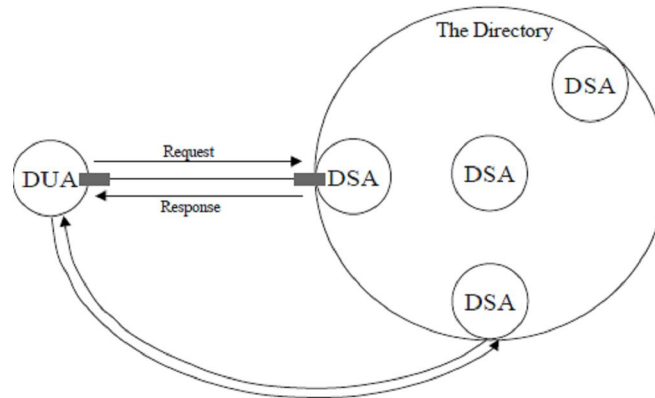 The Directory
DSA
Request
DUA
DSA
DSA
Response
DSA